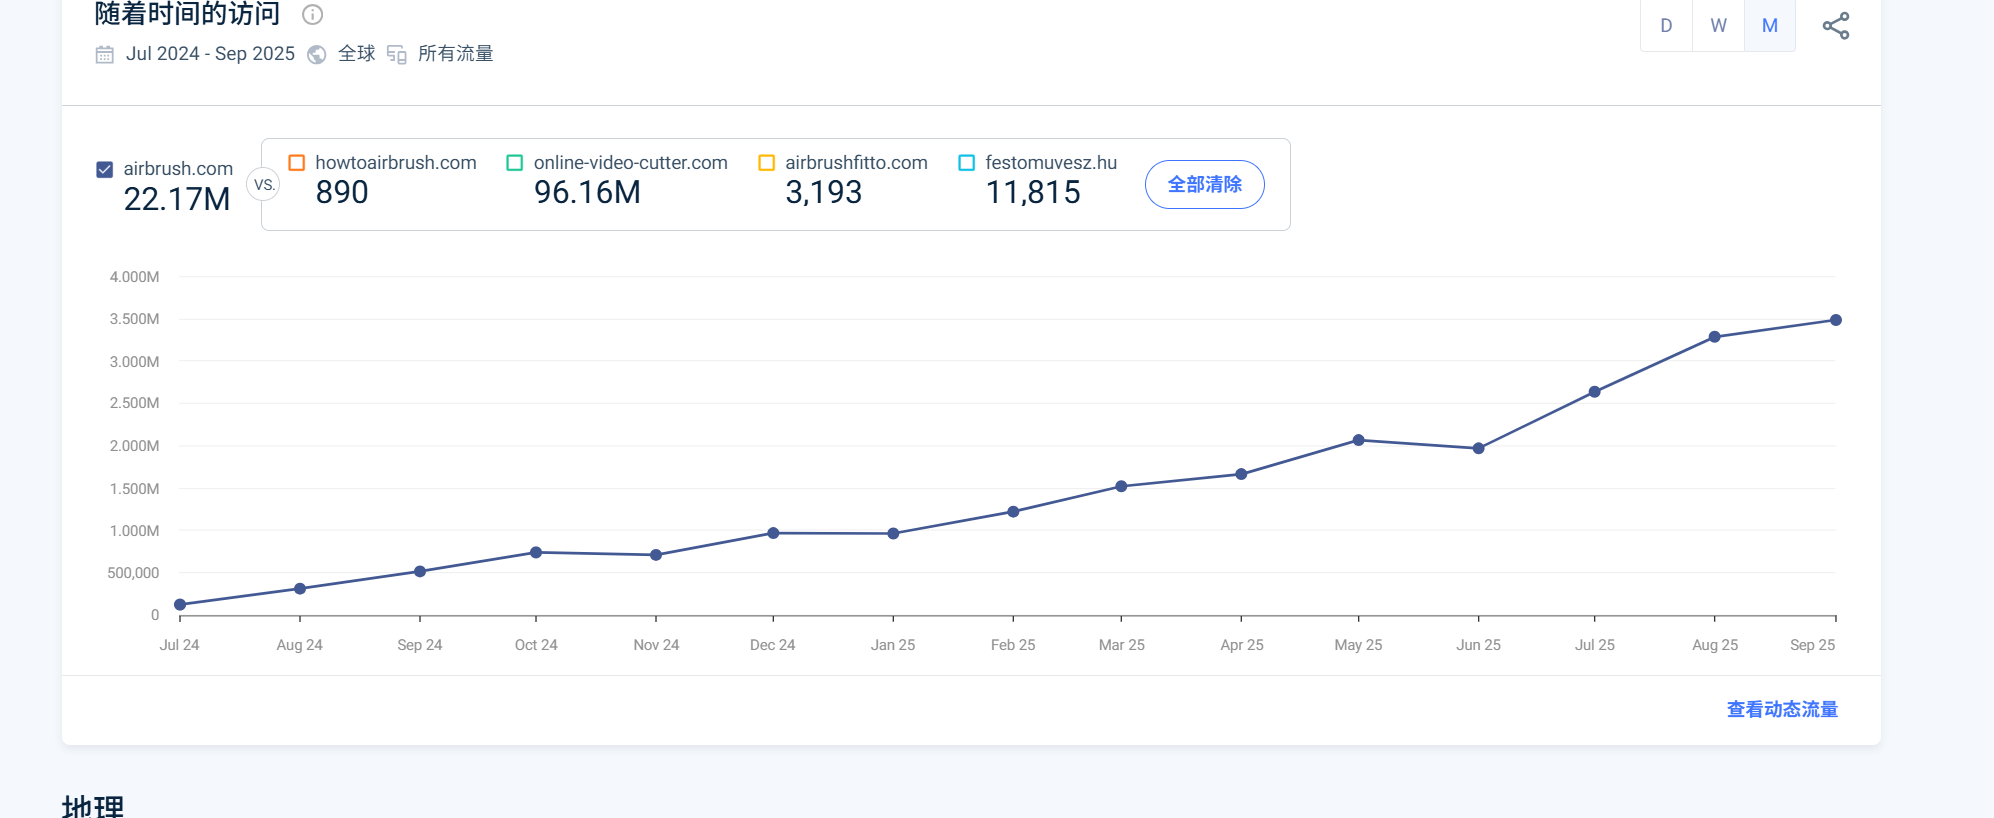 随着时间的访问
D W M
Jul 2024 - Sep 2025 全球 所有流量
airbrush.com
22.17M
VS.
howtoairbrush.com
890
online-video-cutter.com
96.16M
airbrushfitto.com
3,193
festomuvesz.hu
11,815
全部清除
4.000M
3.500M
3.000M
2.500M
2.000M
1.500M
1.000M
500,000
0
Jul 24 Aug 24 Sep 24 Oct 24 Nov 24 Dec 24 Jan 25 Feb 25 Mar 25 Apr 25 May 25 Jun 25 Jul 25 Aug 25 Sep 25
查看动态流量
地理